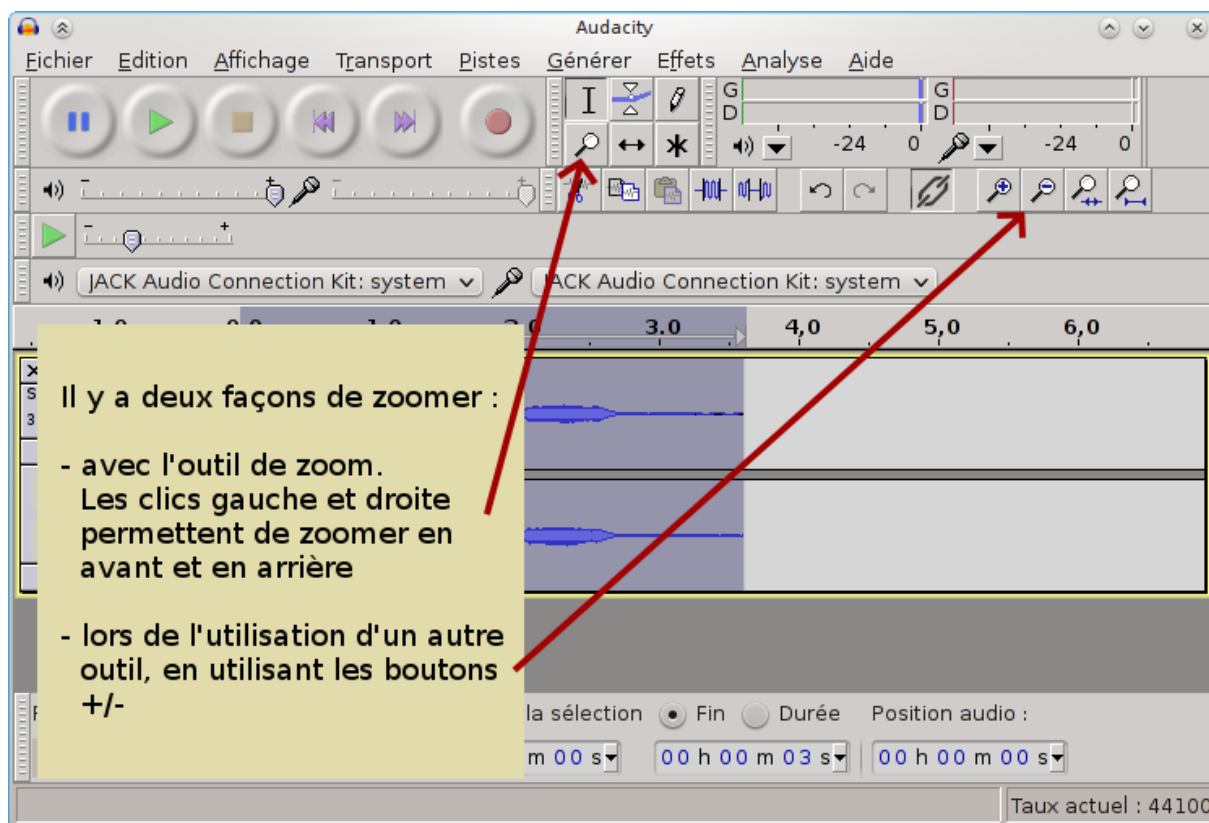 Audacity
Fichier Edition Affichage Transport Pistes Générer Effets Analyse Aide
G G
D D
-24 0 -24 0
JACK Audio Connection Kit: system JACK Audio Connection Kit: system
3,0 4,0 5,0 6,0
Il y a deux façons de zoomer :
- avec l'outil de zoom.
Les clics gauche et droite
permettent de zoomer en
avant et en arrière
- lors de l'utilisation d'un autre
outil, en utilisant les boutons
+/-
la sélection Fin Durée Position audio :
m 00 s 00 h 00 m 03 s 00 h 00 m 00 s
Taux actuel : 44100